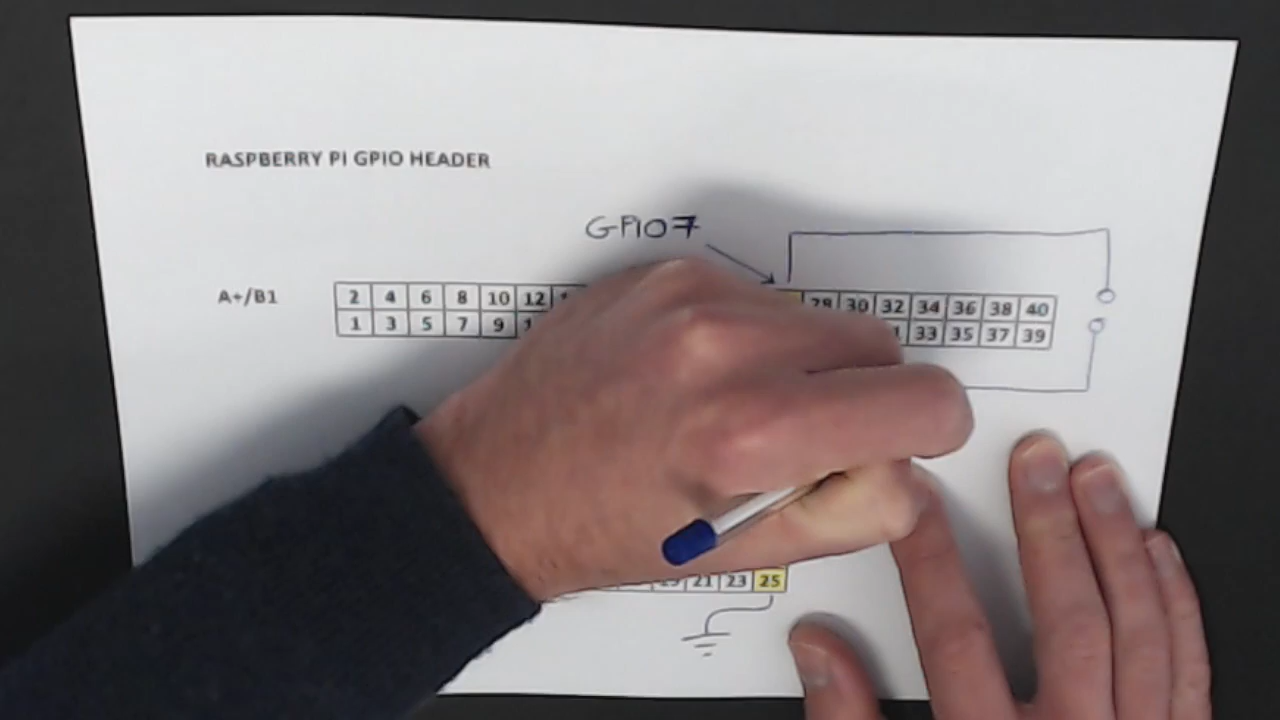 RASPBERRY PI GPIO HEADER
GPIO7
A+/B1
2 4 6 8 10 12 28 30 32 34 36 38 40
1 3 5 7 9 33 35 37 39
21 23 25